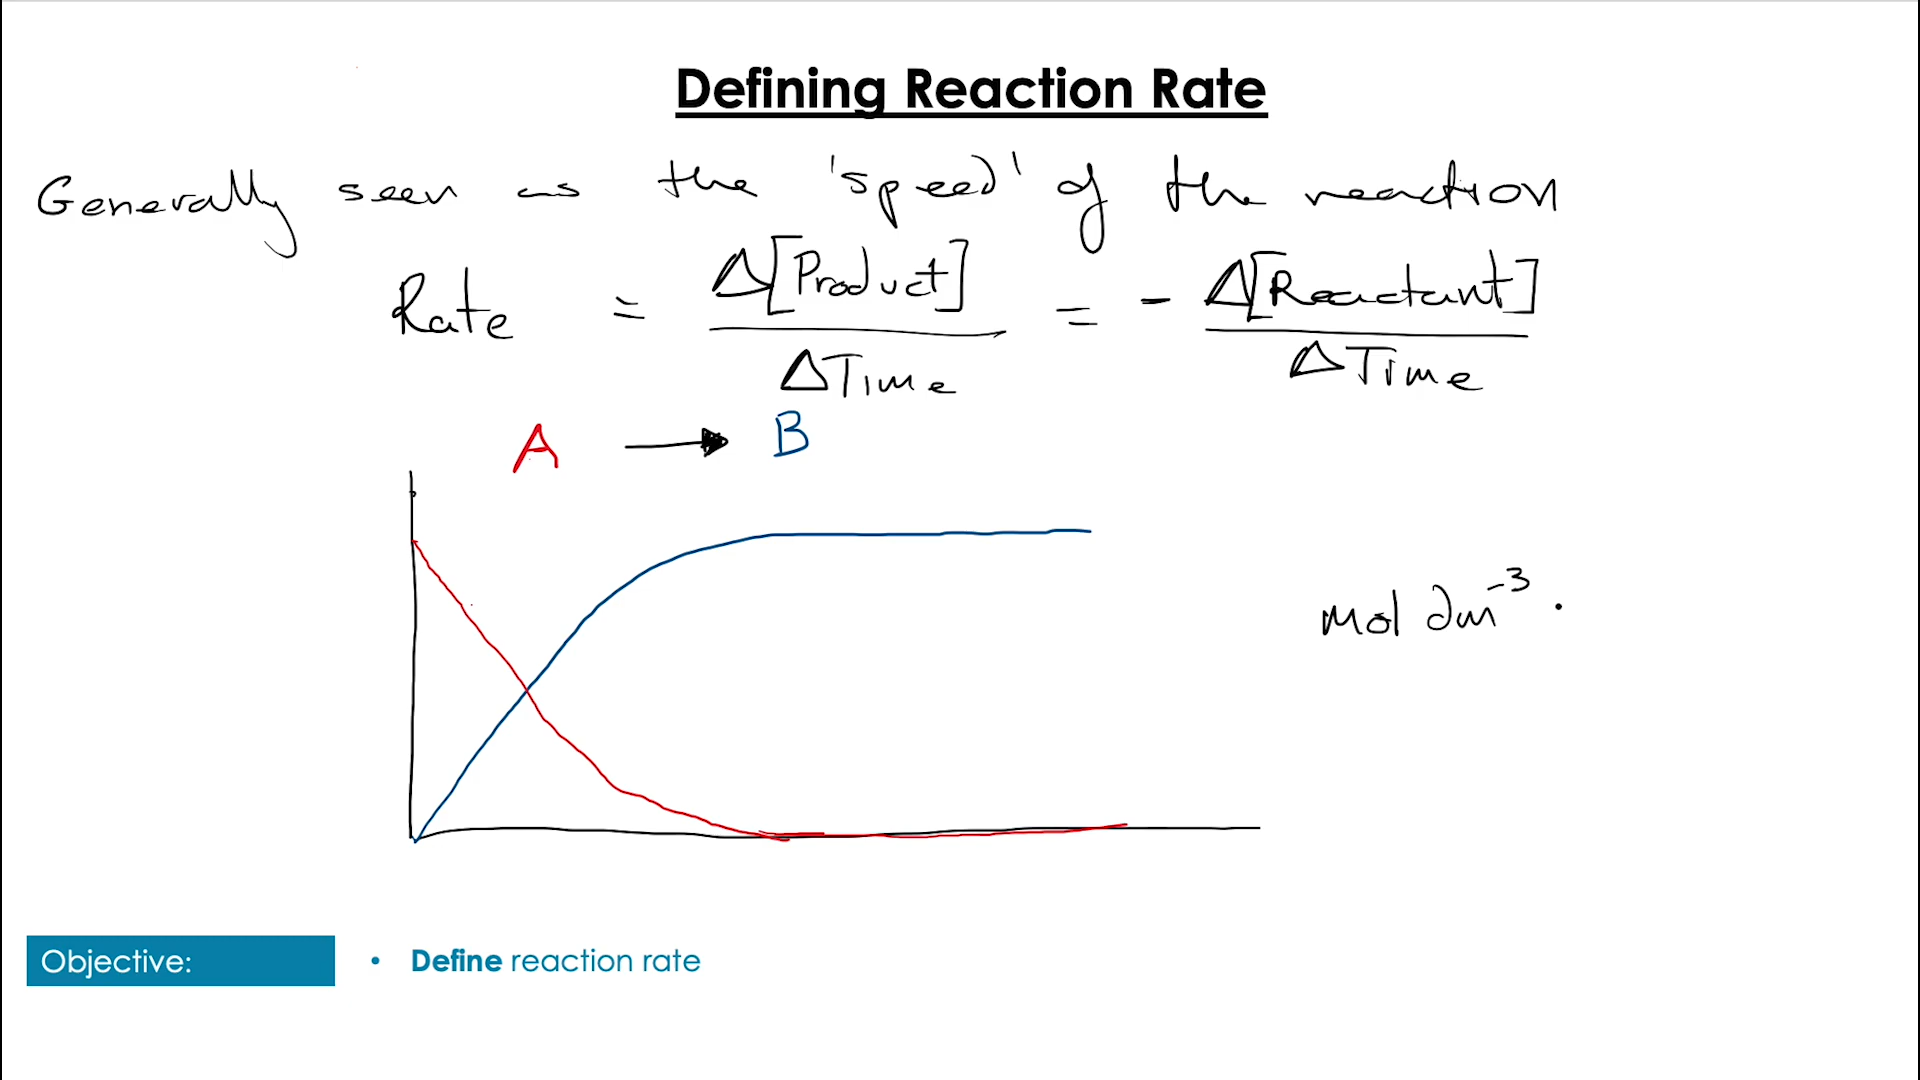 Defining Reaction Rate
Generally seen as the 'speed' of the reaction
Rate = Δ[Product] / ΔTime = - Δ[Reactant] / ΔTime
A → B
mol dm⁻³ ·
Objective: • Define reaction rate